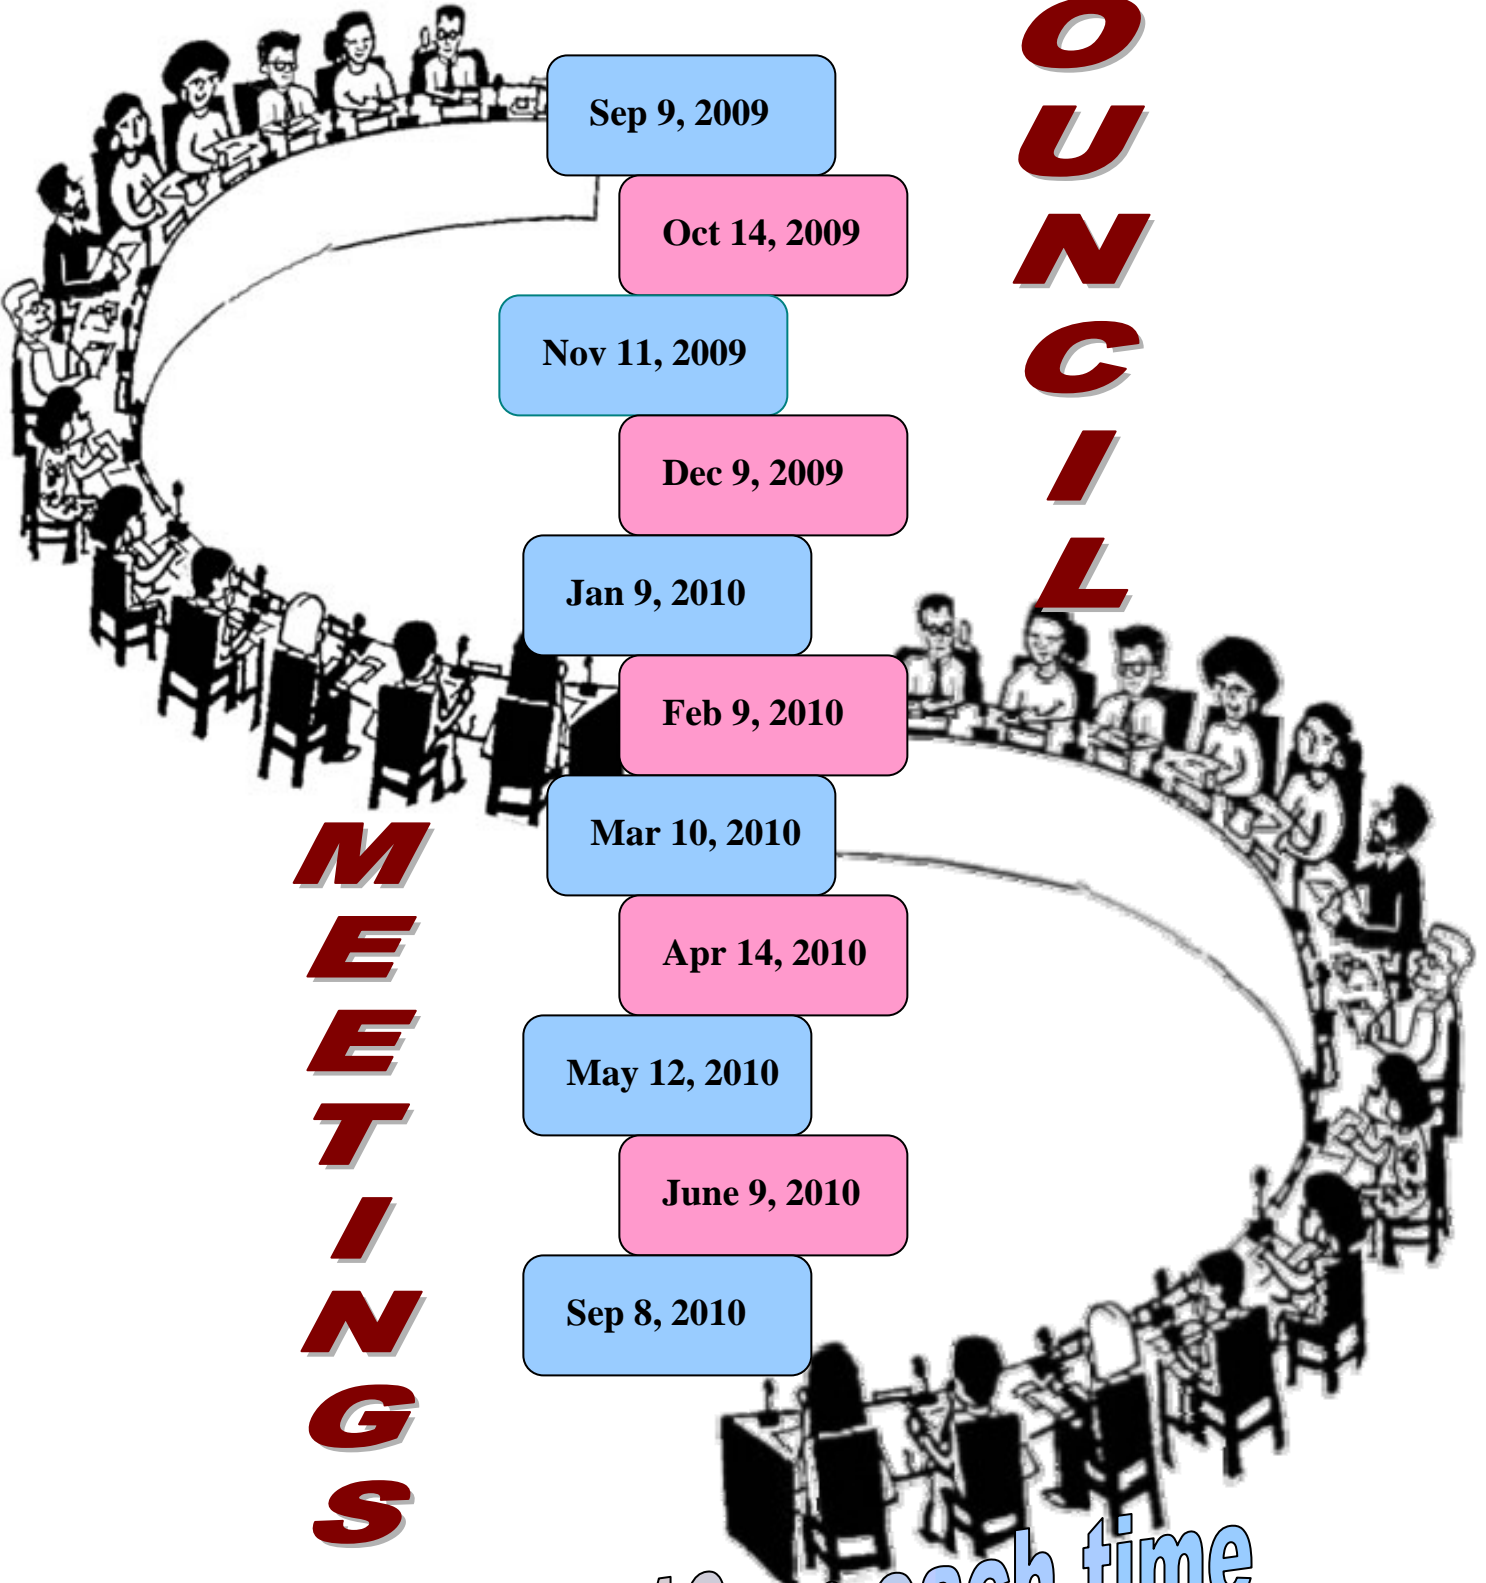 OUNCIL
Sep 9, 2009
Oct 14, 2009
Nov 11, 2009
Dec 9, 2009
Jan 9, 2010
Feb 9, 2010
Mar 10, 2010
Apr 14, 2010
May 12, 2010
June 9, 2010
Sep 8, 2010
MEETINGS
each time